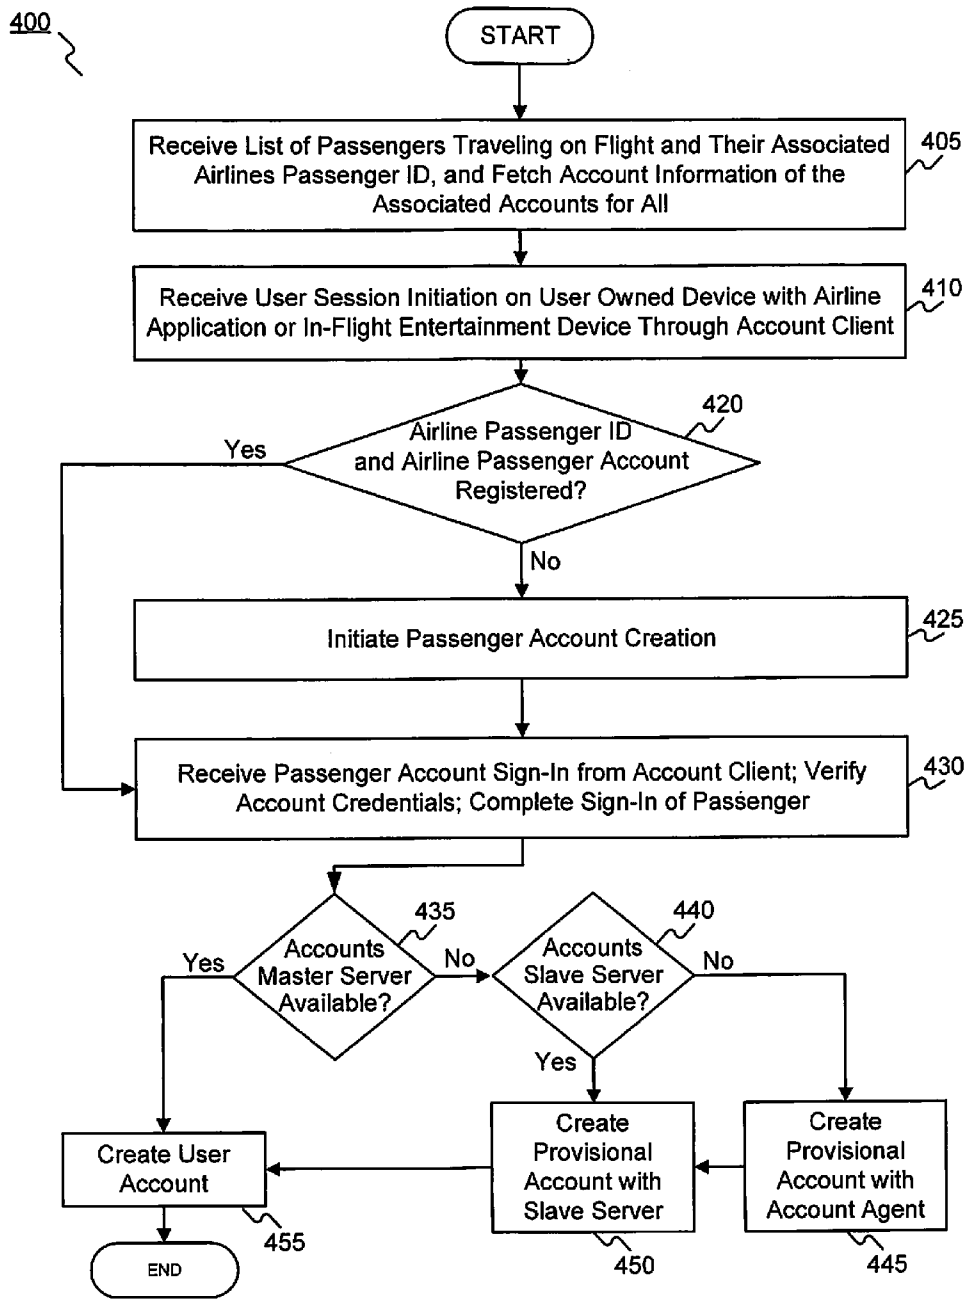 400
START
Receive List of Passengers Traveling on Flight and Their Associated
Airlines Passenger ID, and Fetch Account Information of the
Associated Accounts for All
405
Receive User Session Initiation on User Owned Device with Airline
Application or In-Flight Entertainment Device Through Account Client
410
420
Airline Passenger ID
and Airline Passenger Account
Registered?
Yes
No
Initiate Passenger Account Creation
425
Receive Passenger Account Sign-In from Account Client; Verify
Account Credentials; Complete Sign-In of Passenger
430
435
Accounts
Master Server
Available?
Yes
No
440
Accounts
Slave Server
Available?
No
Yes
Create User
Account
455
Create
Provisional
Account with
Slave Server
450
Create
Provisional
Account with
Account Agent
445
END